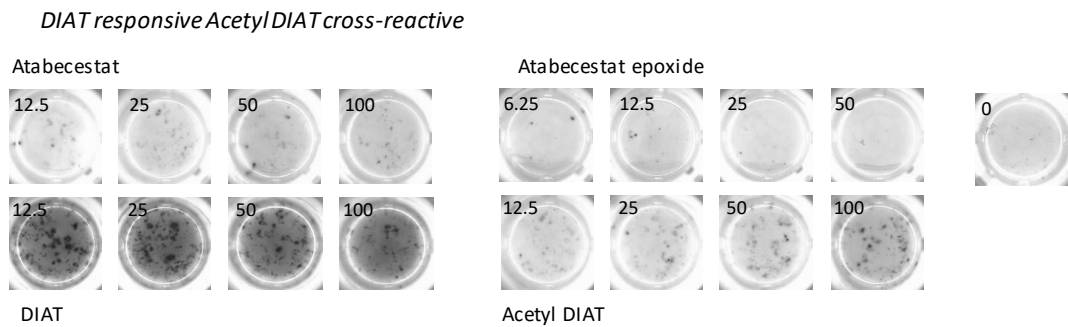 DIAT responsive Acetyl DIAT cross-reactive
Atabecestat
Atabecestat epoxide
12.5 25 50 100
6.25 12.5 25 50
0
12.5 25 50 100
12.5 25 50 100
DIAT
Acetyl DIAT